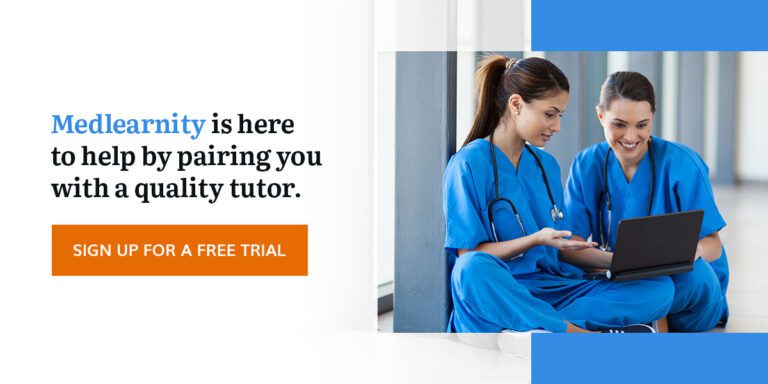 Medlearnity is here
to help by pairing you
with a quality tutor.
SIGN UP FOR A FREE TRIAL